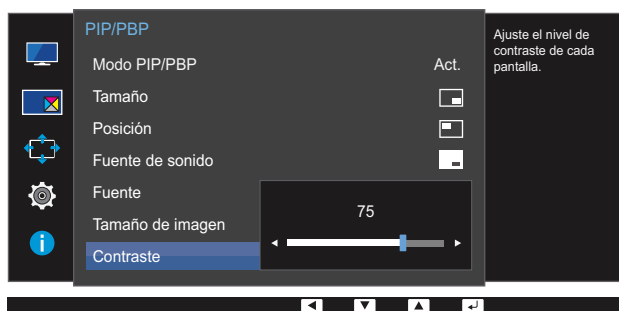 PIP/PBP
Modo PIP/PBP Act.
Tamaño
Posición
Fuente de sonido
Fuente
Tamaño de imagen
Contraste
75
Ajuste el nivel de
contraste de cada
pantalla.
i